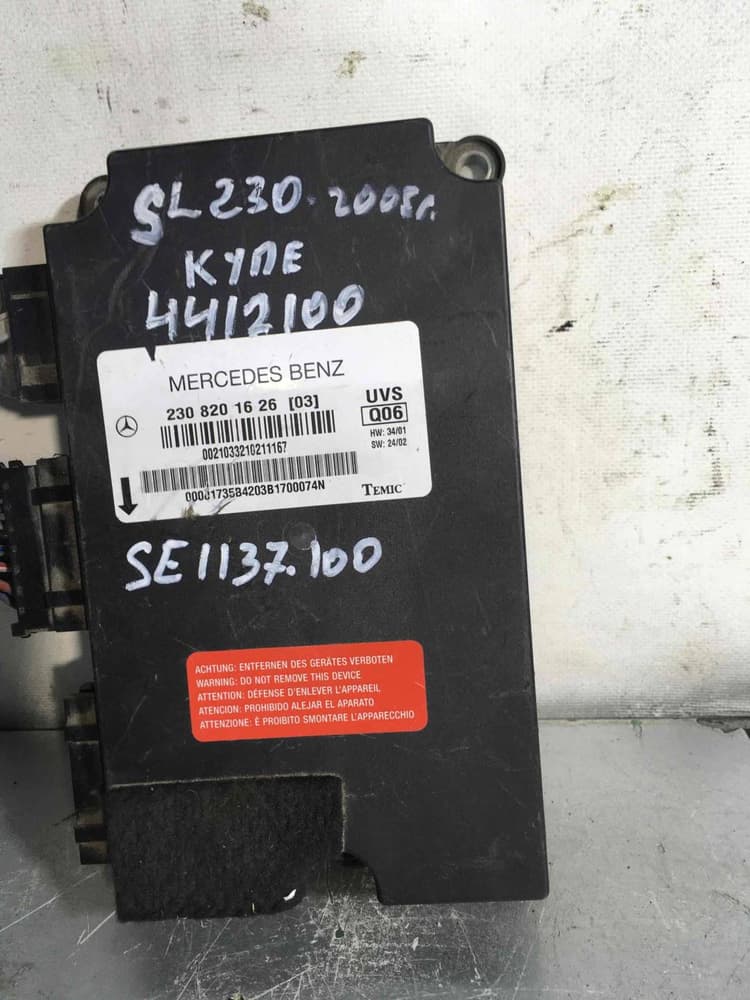 SL230. 2003г.
КУПЕ
4412100
MERCEDES BENZ
230 820 16 26 [03]
UVS
Q06
HW: 34/01
SW: 24/02
0021033210211167
TEMIC
SE1137.100
ACHTUNG: ENTFERNEN DES GERÄTES VERBOTEN
WARNING: DO NOT REMOVE THIS DEVICE
ATTENTION: DÉFENSE D'ENLEVER L'APPAREIL
ATENCION: PROHIBIDO ALEJAR EL APARATO
ATTENZIONE: È PROIBITO SMONTARE L'APPARECCHIO